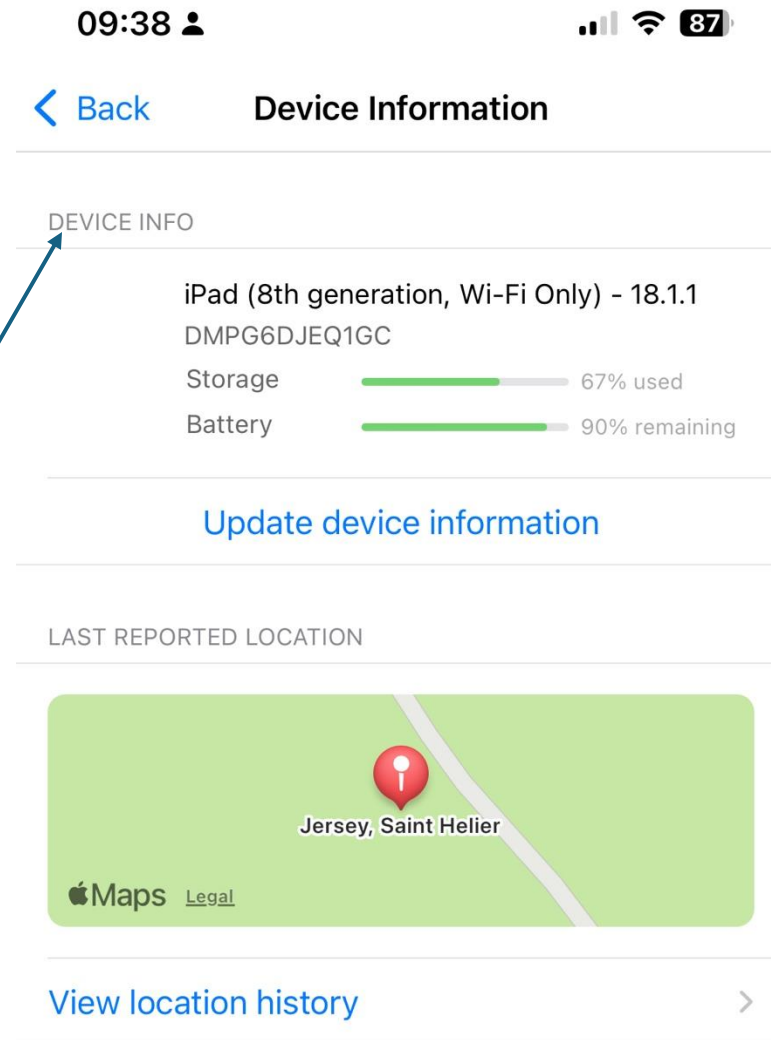 09:38
87
Back
Device Information
DEVICE INFO
iPad (8th generation, Wi-Fi Only) - 18.1.1
DMPG6DJEQ1GC
Storage 67% used
Battery 90% remaining
Update device information
LAST REPORTED LOCATION
Jersey, Saint Helier
Maps Legal
View location history